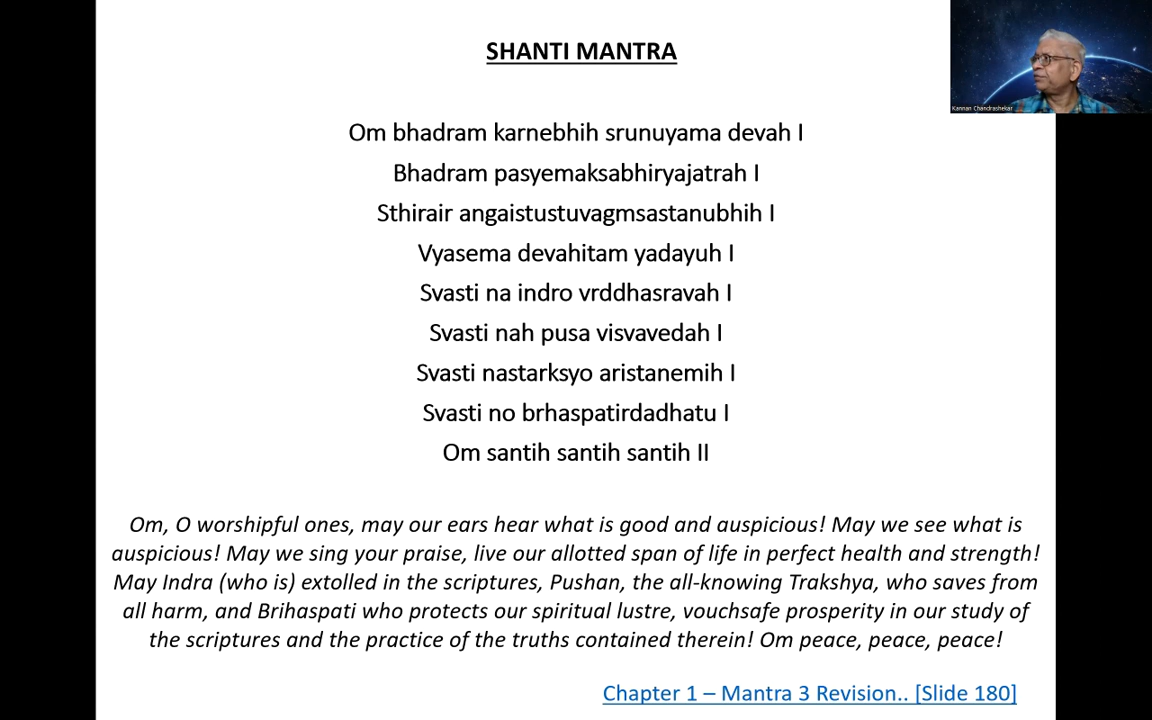 SHANTI MANTRA
Kannan Chandrashekar
Om bhadram karnebhih srunuyama devah I
Bhadram pasyemaksabhiryajatrah I
Sthirair angaistustuvagmsastanubhih I
Vyasema devahitam yadayuh I
Svasti na indro vrddhasravah I
Svasti nah pusa visvavedah I
Svasti nastarksyo aristanemih I
Svasti no brhaspatirdadhatu I
Om santih santih santih II
Om, O worshipful ones, may our ears hear what is good and auspicious! May we see what is
auspicious! May we sing your praise, live our allotted span of life in perfect health and strength!
May Indra (who is) extolled in the scriptures, Pushan, the all-knowing Trakshya, who saves from
all harm, and Brihaspati who protects our spiritual lustre, vouchsafe prosperity in our study of
the scriptures and the practice of the truths contained therein! Om peace, peace, peace!
Chapter 1 – Mantra 3 Revision.. [Slide 180]